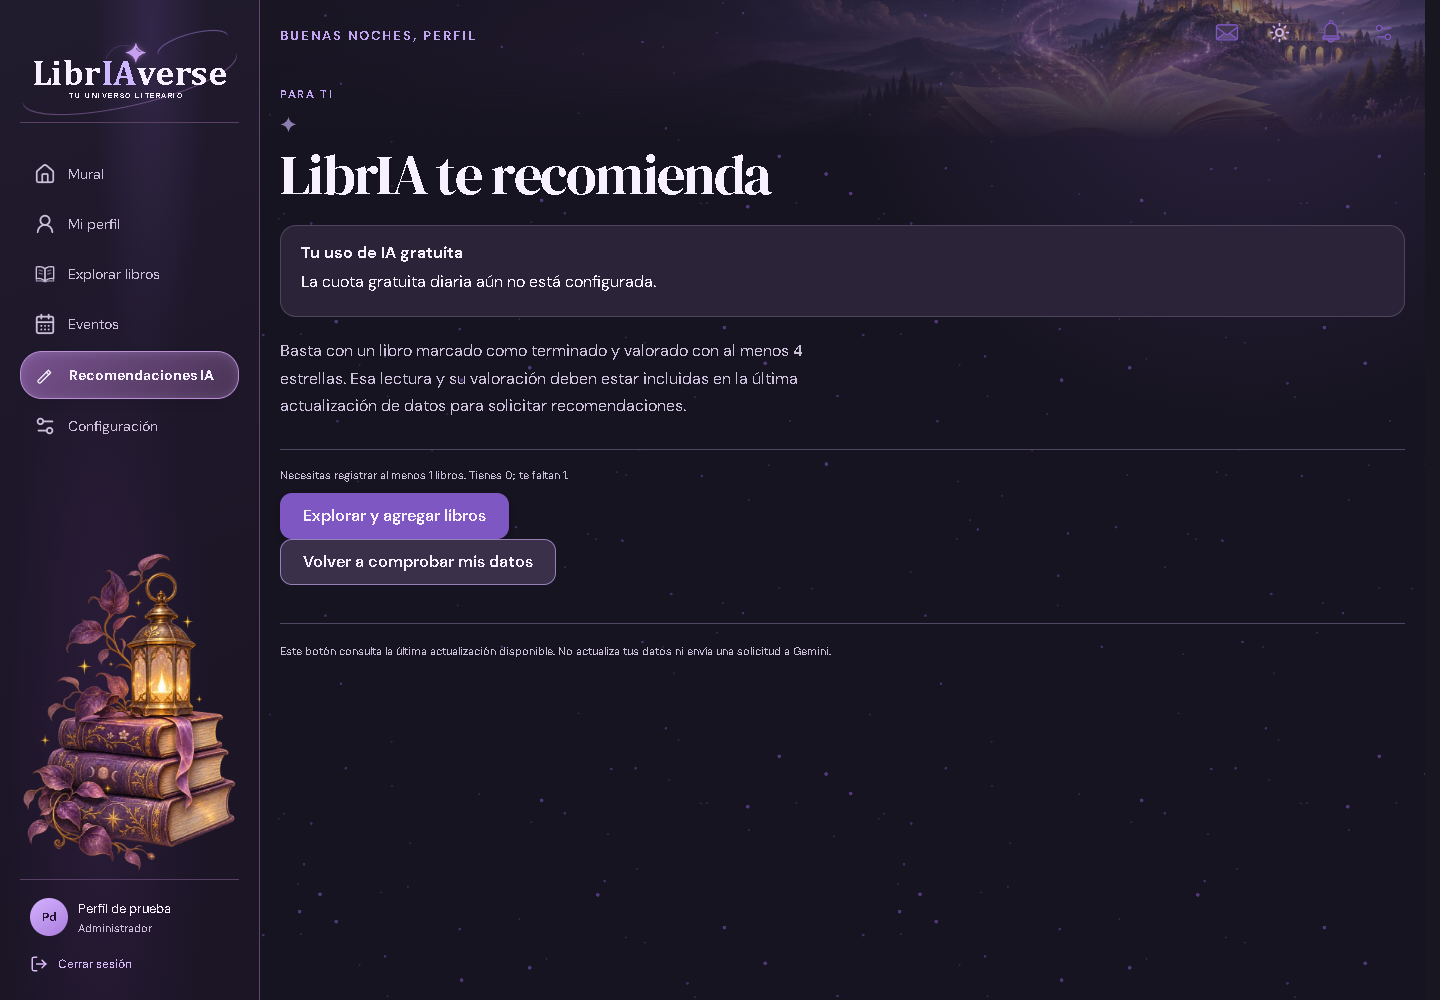 LibrIAverse
TU UNIVERSO LITERARIO
Mural
Mi perfil
Explorar libros
Eventos
Recomendaciones IA
Configuración
Pd
Perfil de prueba
Administrador
Cerrar sesión
BUENAS NOCHES, PERFIL
PARA TI
LibrIA te recomienda
Tu uso de IA gratuita
La cuota gratuita diaria aún no está configurada.
Basta con un libro marcado como terminado y valorado con al menos 4
estrellas. Esa lectura y su valoración deben estar incluidas en la última
actualización de datos para solicitar recomendaciones.
Necesitas registrar al menos 1 libros. Tienes 0; te faltan 1.
Explorar y agregar libros
Volver a comprobar mis datos
Este botón consulta la última actualización disponible. No actualiza tus datos ni envía una solicitud a Gemini.